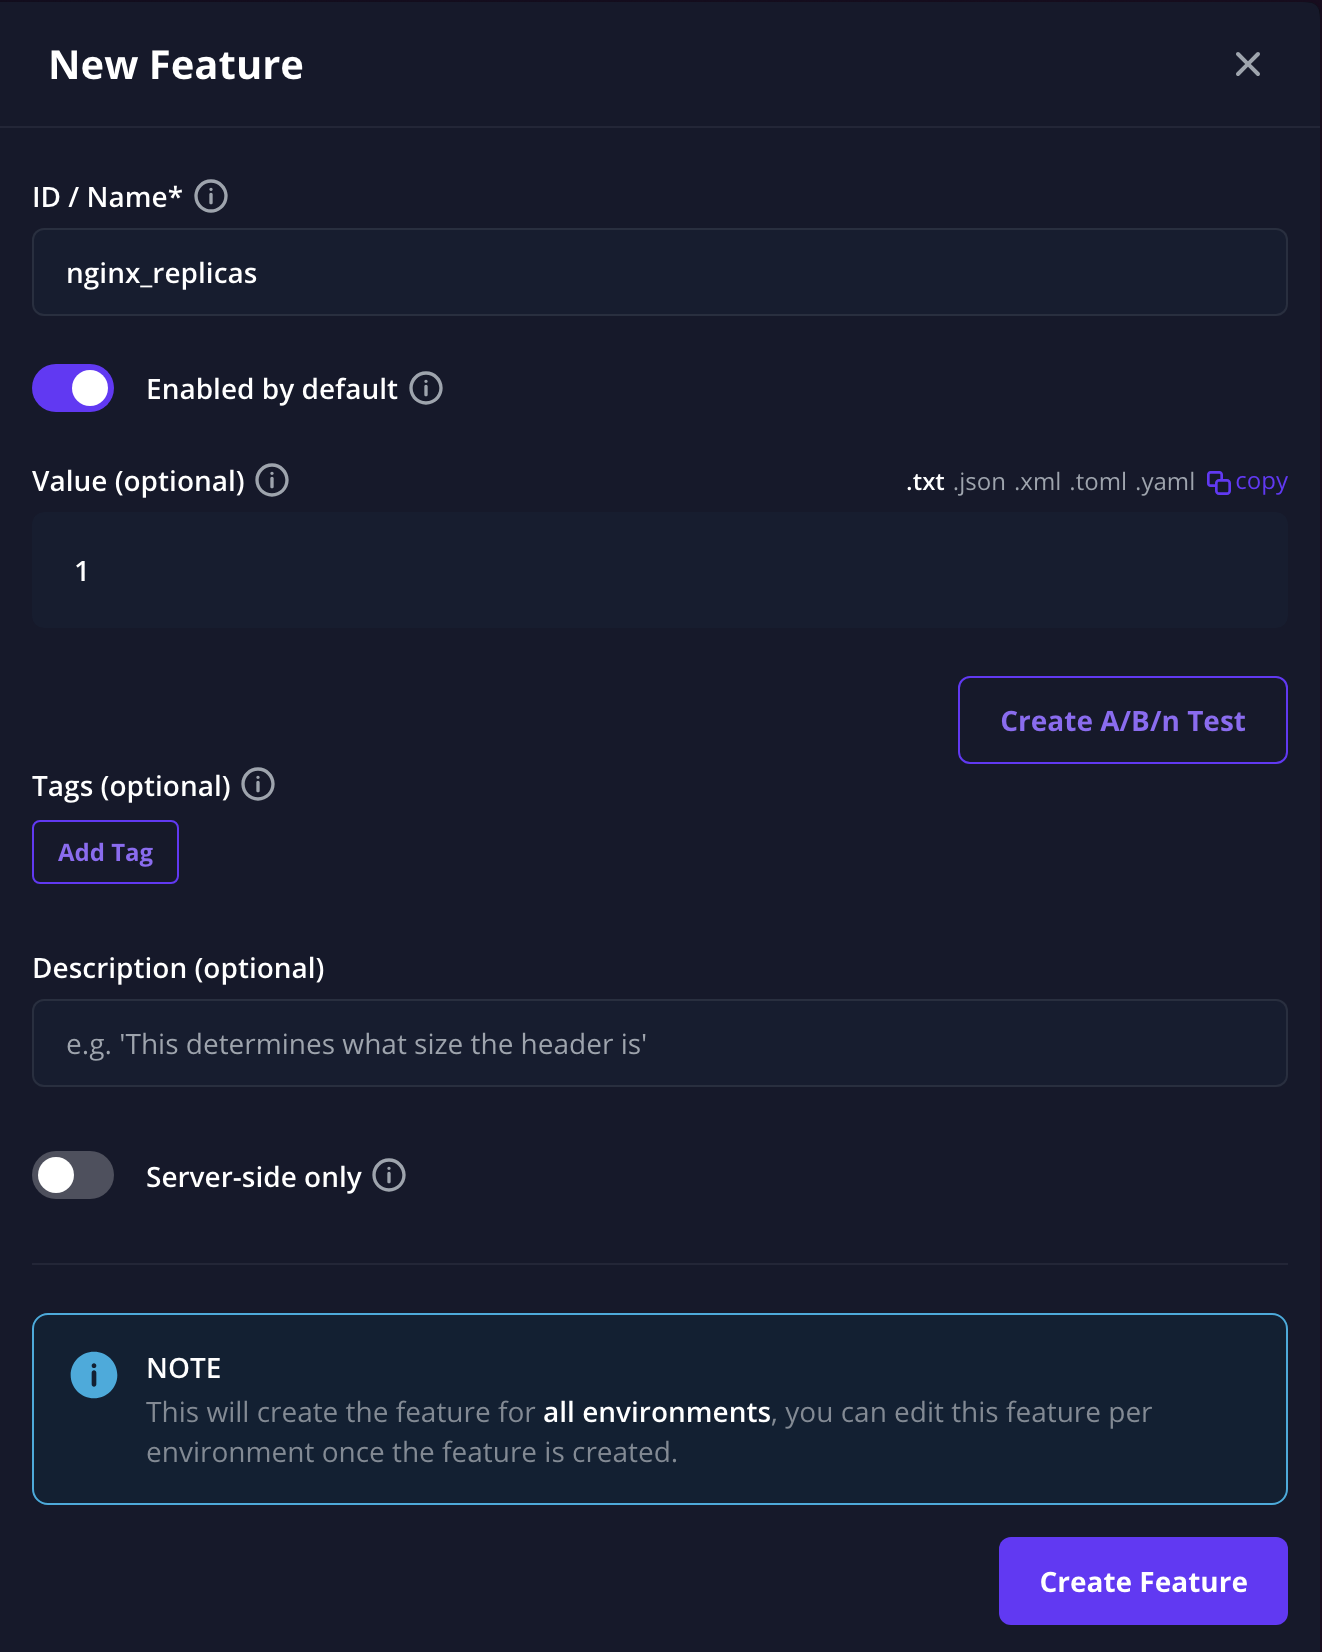 New Feature
ID / Name*
nginx_replicas
Enabled by default
Value (optional)
.txt .json .xml .toml .yaml copy
1
Create A/B/n Test
Tags (optional)
Add Tag
Description (optional)
e.g. 'This determines what size the header is'
Server-side only
NOTE
This will create the feature for all environments, you can edit this feature per
environment once the feature is created.
Create Feature